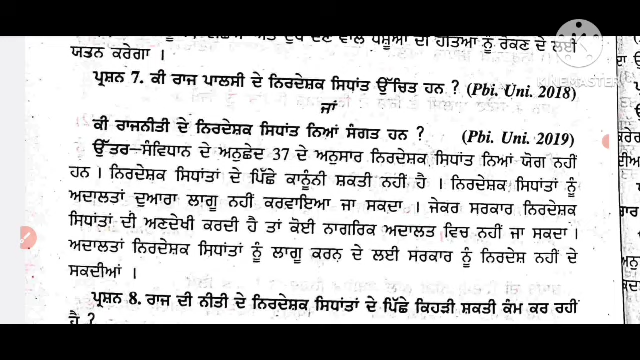 ਯਤਨ ਕਰੇਗਾ ।
ਪ੍ਰਸ਼ਨ 7. ਕੀ ਰਾਜ ਪਾਲਸੀ ਦੇ ਨਿਰਦੇਸ਼ਕ ਸਿਧਾਂਤ ਉੱਚਿਤ ਹਨ ? (Pbi. Uni. 2018)
KINEMASTER
ਜਾਂ
ਕੀ ਰਾਜਨੀਤੀ ਦੇ ਨਿਰਦੇਸ਼ਕ ਸਿਧਾਂਤ ਨਿਆਂ ਸੰਗਤ ਹਨ ? (Pbi. Uni. 2019)
ਉੱਤਰ-ਸੰਵਿਧਾਨ ਦੇ ਅਨੁਛੇਦ 37 ਦੇ ਅਨੁਸਾਰ ਨਿਰਦੇਸ਼ਕ ਸਿਧਾਂਤ ਨਿਆਂ ਯੋਗ ਨਹੀਂ
ਹਨ । ਨਿਰਦੇਸ਼ਕ ਸਿਧਾਂਤਾਂ ਦੇ ਪਿੱਛੇ ਕਾਨੂੰਨੀ ਸ਼ਕਤੀ ਨਹੀਂ ਹੈ । ਨਿਰਦੇਸ਼ਕ ਸਿਧਾਂਤਾਂ ਨੂੰ
ਅਦਾਲਤਾਂ ਦੁਆਰਾ ਲਾਗੂ ਨਹੀਂ ਕਰਵਾਇਆ ਜਾ ਸਕਦਾ । ਜੇਕਰ ਸਰਕਾਰ ਨਿਰਦੇਸ਼ਕ
ਸਿਧਾਂਤਾਂ ਦੀ ਅਣਦੇਖੀ ਕਰਦੀ ਹੈ ਤਾਂ ਕੋਈ ਨਾਗਰਿਕ ਅਦਾਲਤ ਵਿਚ ਨਹੀਂ ਜਾ ਸਕਦਾ ।
ਅਦਾਲਤਾਂ ਨਿਰਦੇਸ਼ਕ ਸਿਧਾਂਤਾਂ ਨੂੰ ਲਾਗੂ ਕਰਨ ਦੇ ਲਈ ਸਰਕਾਰ ਨੂੰ ਨਿਰਦੇਸ਼ ਨਹੀਂ ਦੇ
ਸਕਦੀਆਂ ।
ਪ੍ਰਸ਼ਨ 8. ਰਾਜ ਦੀ ਨੀਤੀ ਦੇ ਨਿਰਦੇਸ਼ਕ ਸਿਧਾਂਤਾਂ ਦੇ ਪਿੱਛੇ ਕਿਹੜੀ ਸ਼ਕਤੀ ਕੰਮ ਕਰ ਰਹੀ
ਹੈ ?